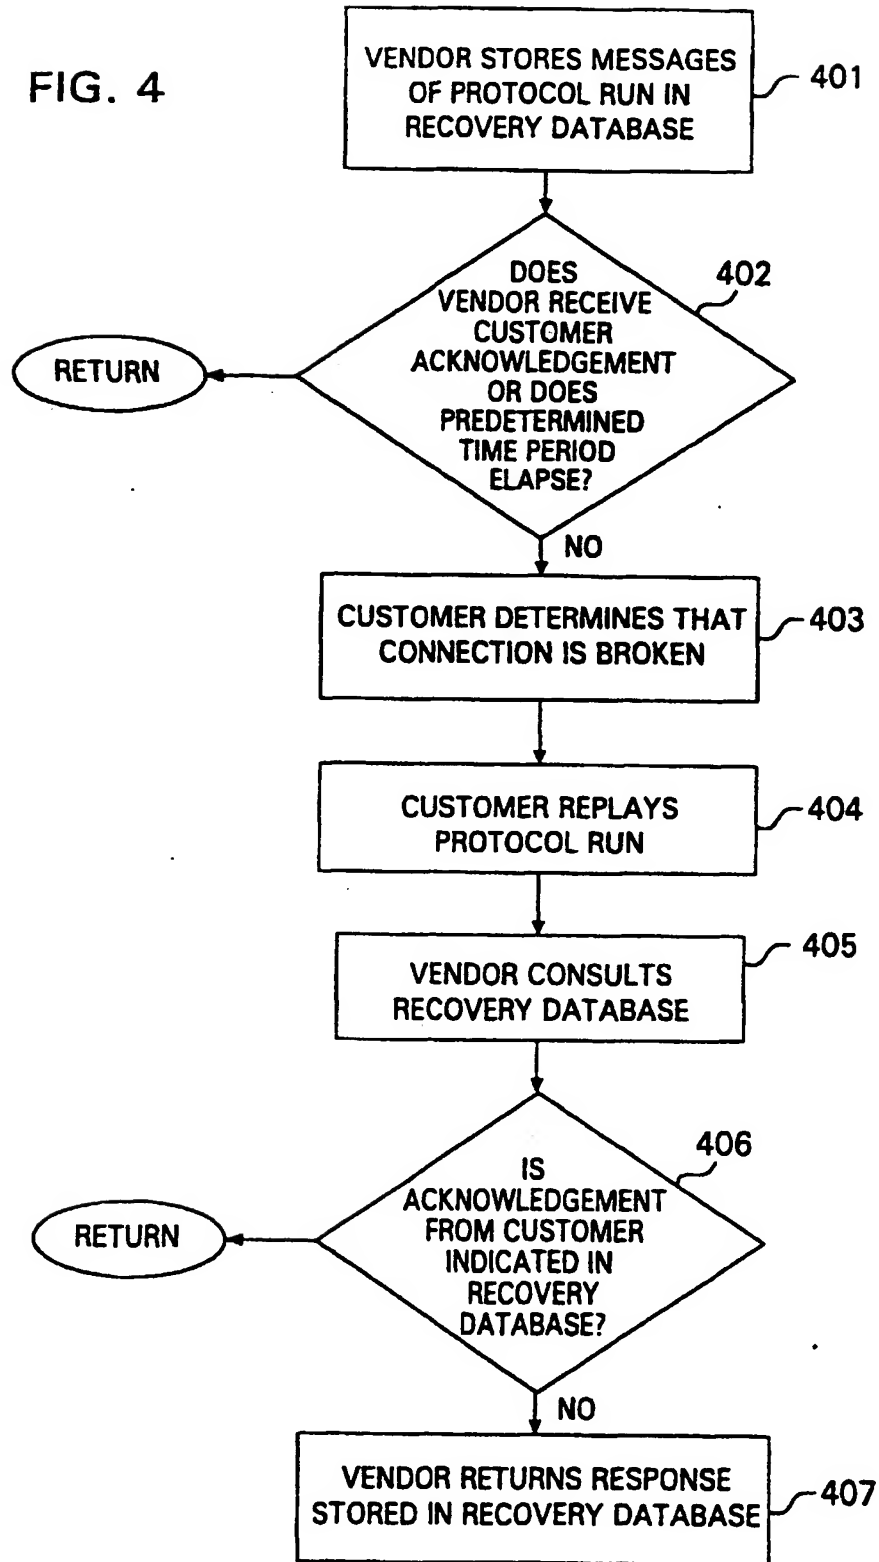 FIG. 4
VENDOR STORES MESSAGES
OF PROTOCOL RUN IN
RECOVERY DATABASE
401
DOES
VENDOR RECEIVE
CUSTOMER
ACKNOWLEDGEMENT
OR DOES
PREDETERMINED
TIME PERIOD
ELAPSE?
402
RETURN
NO
CUSTOMER DETERMINES THAT
CONNECTION IS BROKEN
403
CUSTOMER REPLAYS
PROTOCOL RUN
404
VENDOR CONSULTS
RECOVERY DATABASE
405
IS
ACKNOWLEDGEMENT
FROM CUSTOMER
INDICATED IN
RECOVERY
DATABASE?
406
RETURN
NO
VENDOR RETURNS RESPONSE
STORED IN RECOVERY DATABASE
407